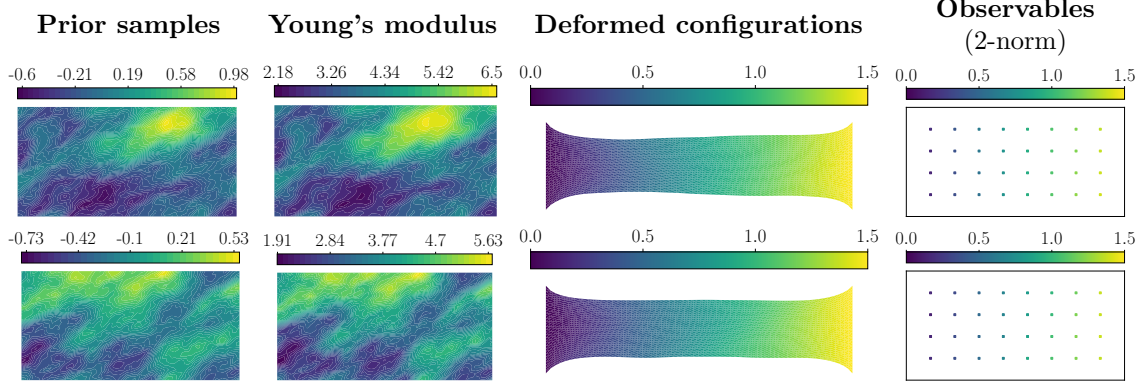 Prior samples Young's modulus Deformed configurations Observables
(2-norm)
-0.6 -0.21 0.19 0.58 0.98 2.18 3.26 4.34 5.42 6.5 0.0 0.5 1.0 1.5 0.0 0.5 1.0 1.5
-0.73 -0.42 -0.1 0.21 0.53 1.91 2.84 3.77 4.7 5.63 0.0 0.5 1.0 1.5 0.0 0.5 1.0 1.5